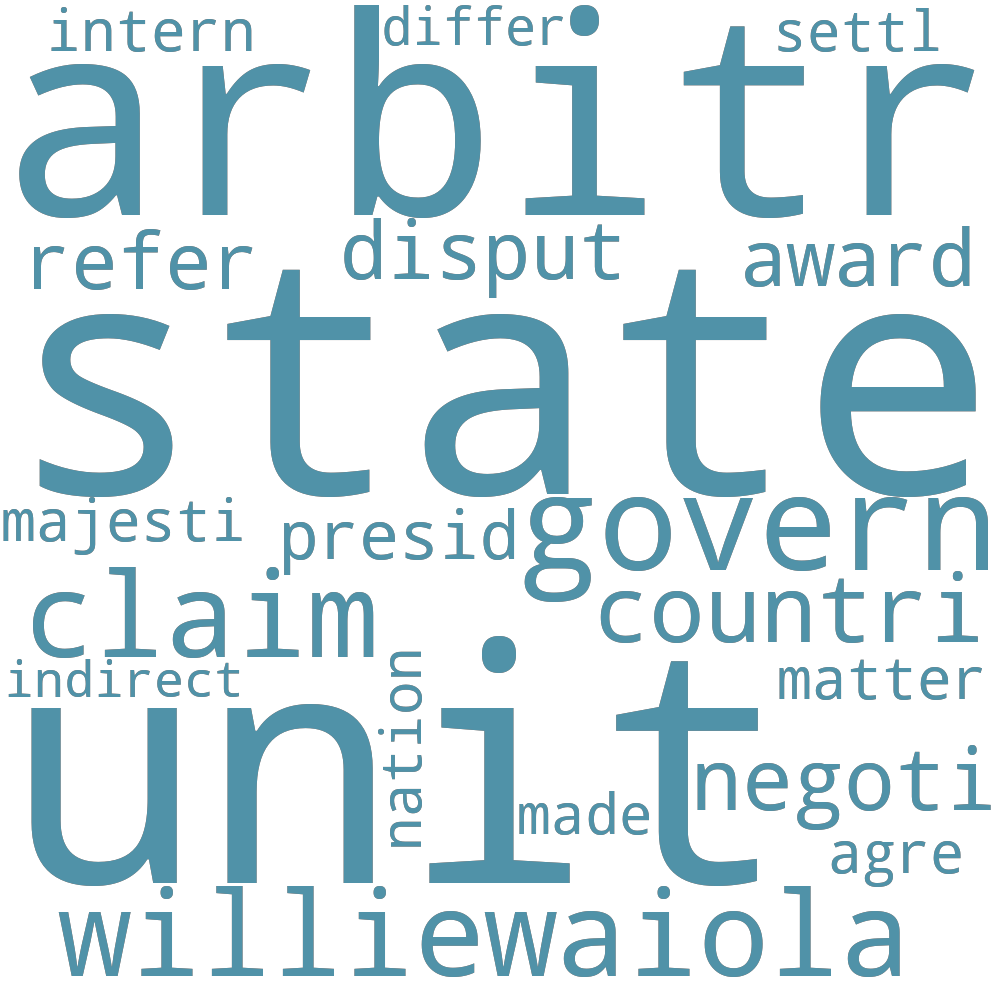 intern differ settl
arbitr
refer disput award
state
majesti presid govern
claim countri
indirect nation matter
unit
negoti
made
agre
williewaiola